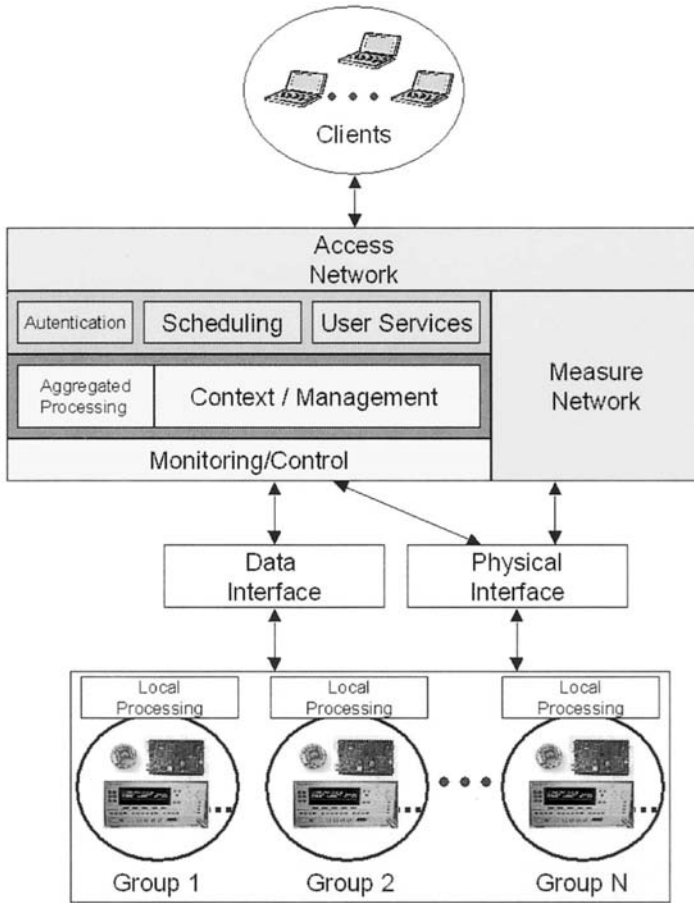 Clients
Access
Network
Autentication
Scheduling
User Services
Aggregated
Processing
Context / Management
Measure
Network
Monitoring/Control
Data
Interface
Physical
Interface
Local
Processing
Local
Processing
Local
Processing
Group 1
Group 2
Group N